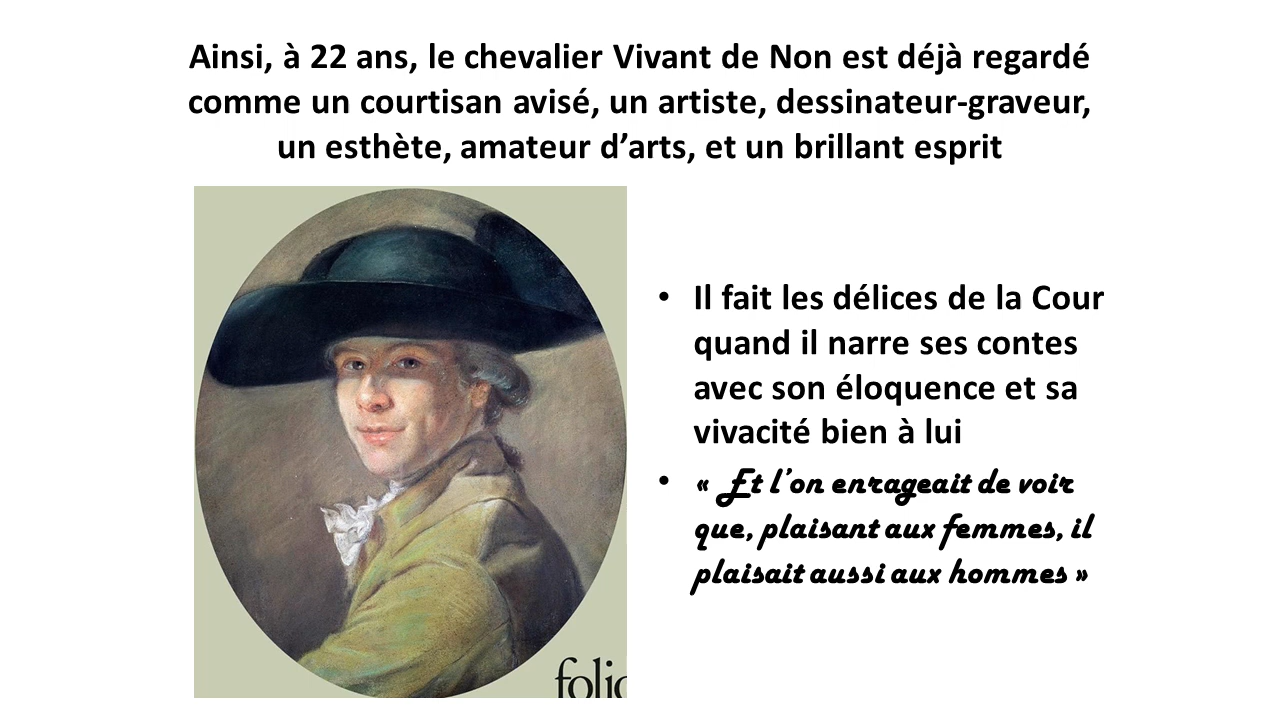 Ainsi, à 22 ans, le chevalier Vivant de Non est déjà regardé
comme un courtisan avisé, un artiste, dessinateur-graveur,
un esthète, amateur d’arts, et un brillant esprit
• Il fait les délices de la Cour
quand il narre ses contes
avec son éloquence et sa
vivacité bien à lui
• « Et l’on enrageait de voir
que, plaisant aux femmes, il
plaisait aussi aux hommes »
folio